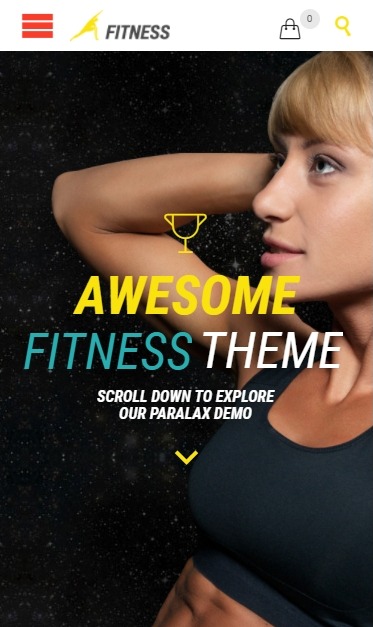 FITNESS
0
AWESOME
FITNESS THEME
SCROLL DOWN TO EXPLORE
OUR PARALAX DEMO